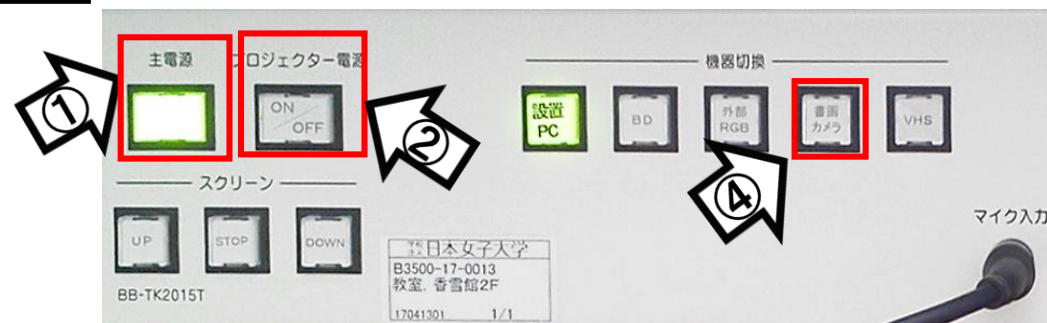 ①
主電源
プロジェクター電源
ON/OFF
②
機器切換
設置
PC
BD
外部
RGB
書画
カメラ
VHS
④
スクリーン
UP
STOP
DOWN
BB-TK2015T
日本女子大学
B3500-17-0013
教室. 香雪館2F
17041301 1/1
マイク入力